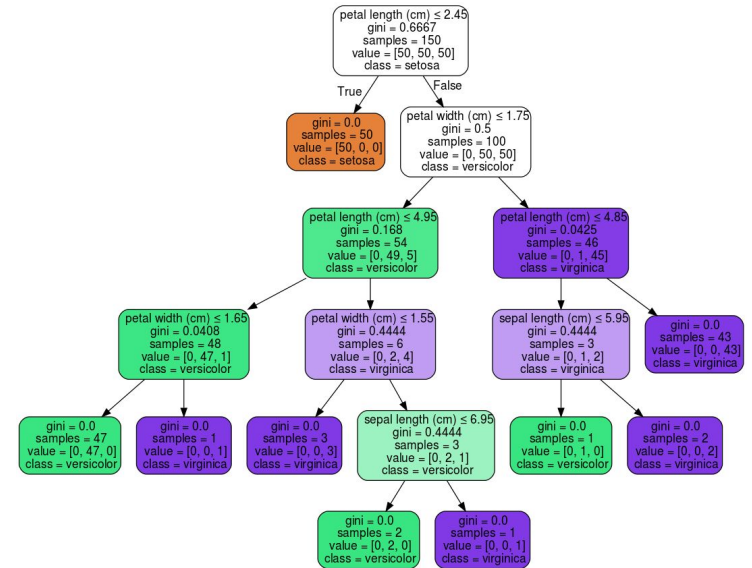 petal length (cm) ≤ 2.45
gini = 0.6667
samples = 150
value = [50, 50, 50]
class = setosa
True
False
gini = 0.0
samples = 50
value = [50, 0, 0]
class = setosa
petal width (cm) ≤ 1.75
gini = 0.5
samples = 100
value = [0, 50, 50]
class = versicolor
petal length (cm) ≤ 4.95
gini = 0.168
samples = 54
value = [0, 49, 5]
class = versicolor
petal length (cm) ≤ 4.85
gini = 0.0425
samples = 46
value = [0, 1, 45]
class = virginica
petal width (cm) ≤ 1.65
gini = 0.0408
samples = 48
value = [0, 47, 1]
class = versicolor
petal width (cm) ≤ 1.55
gini = 0.4444
samples = 6
value = [0, 2, 4]
class = virginica
sepal length (cm) ≤ 5.95
gini = 0.4444
samples = 3
value = [0, 1, 2]
class = virginica
gini = 0.0
samples = 43
value = [0, 0, 43]
class = virginica
gini = 0.0
samples = 47
value = [0, 47, 0]
class = versicolor
gini = 0.0
samples = 1
value = [0, 0, 1]
class = virginica
gini = 0.0
samples = 3
value = [0, 0, 3]
class = virginica
sepal length (cm) ≤ 6.95
gini = 0.4444
samples = 3
value = [0, 2, 1]
class = versicolor
gini = 0.0
samples = 1
value = [0, 1, 0]
class = versicolor
gini = 0.0
samples = 2
value = [0, 0, 2]
class = virginica
gini = 0.0
samples = 2
value = [0, 2, 0]
class = versicolor
gini = 0.0
samples = 1
value = [0, 0, 1]
class = virginica